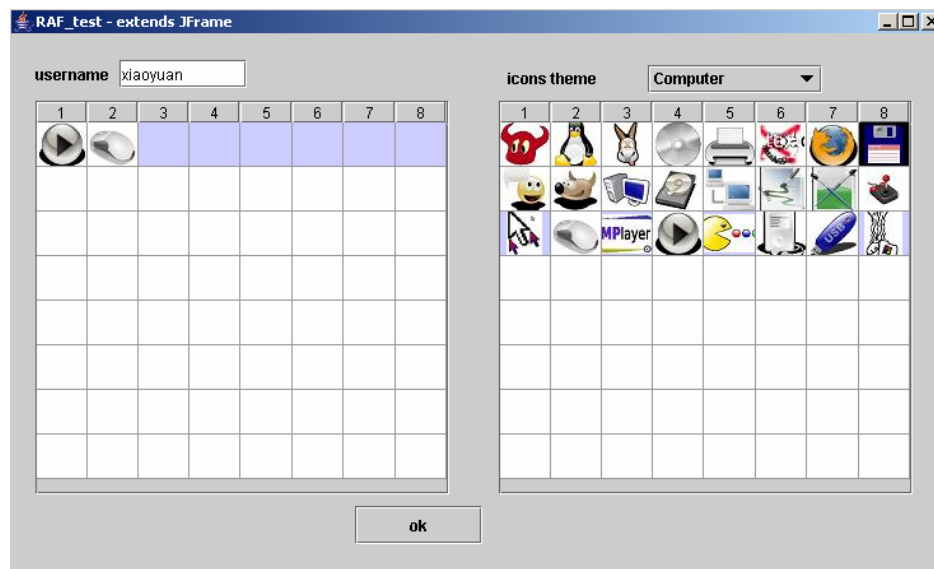 RAF_test - extends JFrame
username xiaoyuan
icons theme Computer
1 2 3 4 5 6 7 8
1 2 3 4 5 6 7 8
MPlayer
USB
ok